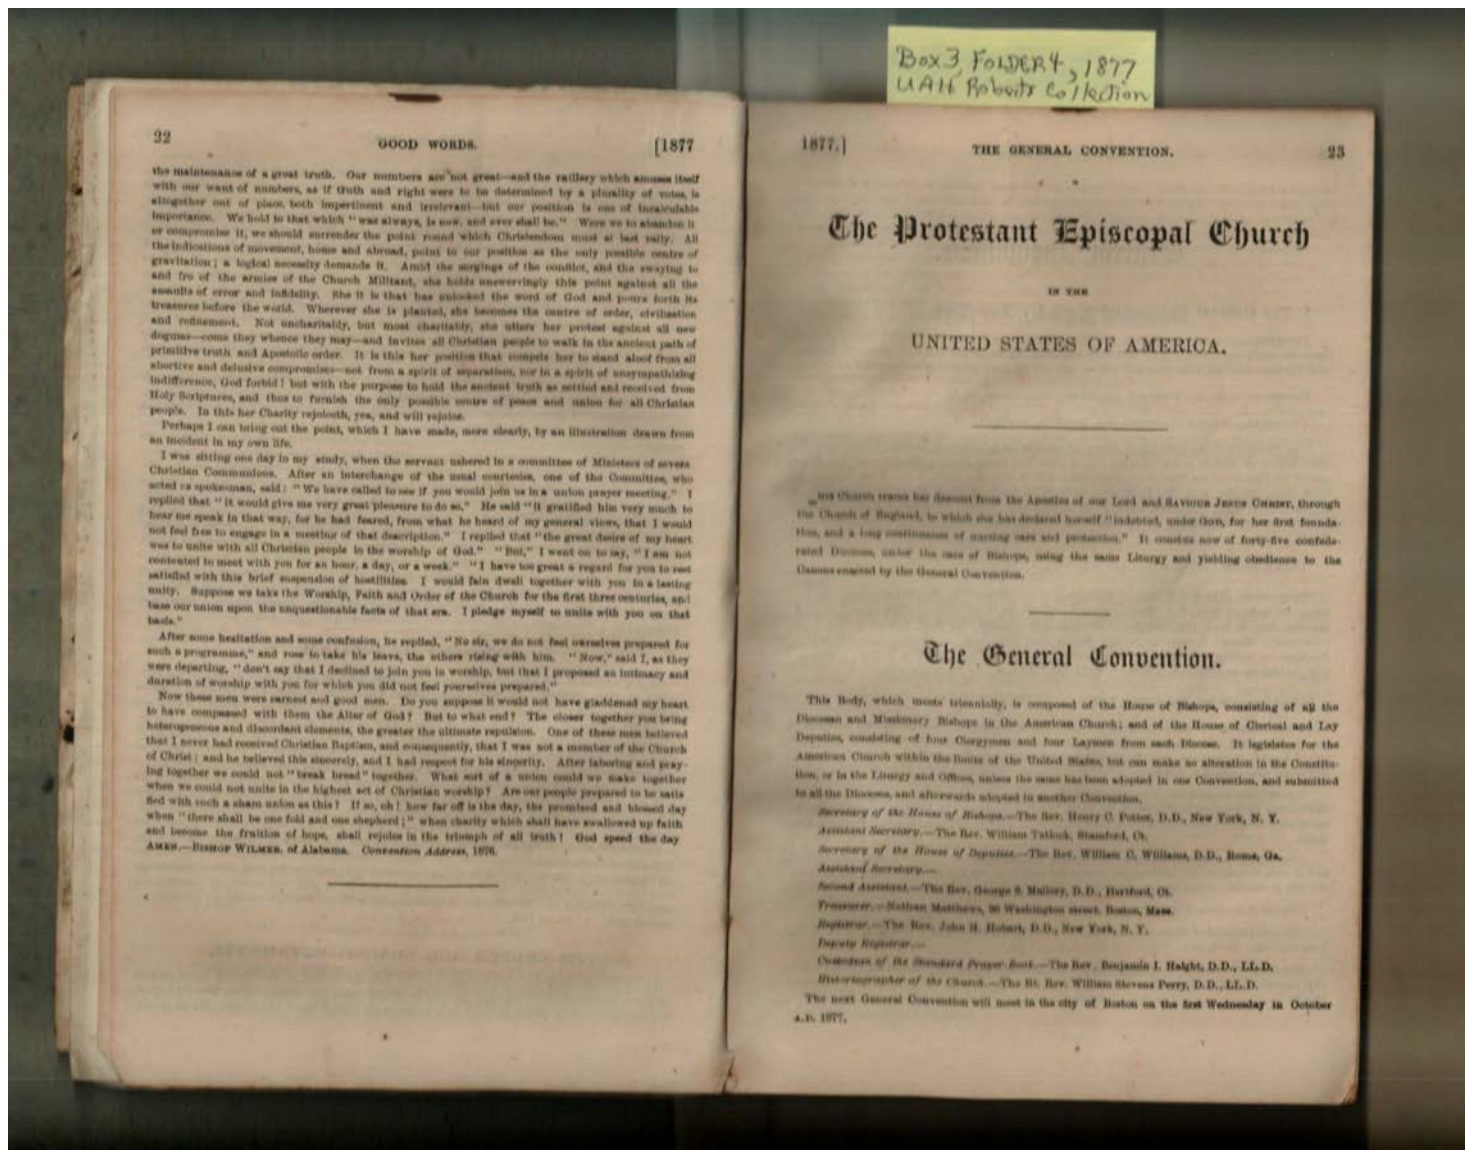 Box 3, FOLDER 4, 1877
UAH Roberts Collection
22
GOOD WORDS.
[1877
the maintenance of a great truth. Our numbers are not great—and the raillery which amuses itself
with our want of numbers, as if truth and right were to be determined by a plurality of votes, is
altogether out of place, both impertinent and irrelevant—but our position is one of incalculable
importance. We hold to that which "was always, is now, and ever shall be." Were we to abandon it
or compromise it, we should surrender the point round which Christendom must at last rally. All
the indications of movement, home and abroad, point to our position as the only possible centre of
gravitation; a logical necessity demands it. Amid the surgings of the conflict, and the swaying to
and fro of the armies of the Church Militant, she holds unswervingly this point against all the
assaults of error and infidelity. She it is that has unlocked the word of God and pours forth its
treasures before the world. Wherever she is planted, she becomes the centre of order, civilization
and refinement. Not uncharitably, but most charitably, she utters her protest against all new
dogmas—come they whence they may—and invites all Christian people to walk in the ancient path of
primitive truth and Apostolic order. It is this her position that compels her to stand aloof from all
abortive and delusive compromises—not from a spirit of separatism, nor in a spirit of unsympathizing
indifference, God forbid! but with the purpose to hold the ancient truth as settled and received from
Holy Scriptures, and thus to furnish the only possible centre of peace and union for all Christian
people. In this her Charity rejoiceth, yea, and will rejoice.
Perhaps I can bring out the point, which I have made, more clearly, by an illustration drawn from
an incident in my own life.
I was sitting one day in my study, when the servant ushered in a committee of Ministers of severa
Christian Communions. After an interchange of the usual courtesies, one of the Committee, who
acted as spokesman, said: "We have called to see if you would join us in a union prayer meeting." I
replied that "it would give me very great pleasure to do so." He said "it gratified him very much to
hear me speak in that way, for he had feared, from what he heard of my general views, that I would
not feel free to engage in a meeting of that description." I replied that "the great desire of my heart
was to unite with all Christian people in the worship of God." "But," I went on to say, "I am not
contented to meet with you for an hour, a day, or a week." "I have too great a regard for you to rest
satisfied with this brief suspension of hostilities. I would fain dwell together with you in a lasting
unity. Suppose we take the Worship, Faith and Order of the Church for the first three centuries, and
base our union upon the unquestionable facts of that era. I pledge myself to unite with you on that
basis."
After some hesitation and some confusion, he replied, "No sir, we do not feel ourselves prepared for
such a programme," and rose to take his leave, the others rising with him. "Now," said I, as they
were departing, "don't say that I declined to join you in worship, but that I proposed an intimacy and
duration of worship with you for which you did not feel yourselves prepared."
Now these men were earnest and good men. Do you suppose it would not have gladdened my heart
to have compassed with them the Altar of God? But to what end? The closer together you bring
heterogeneous and discordant elements, the greater the ultimate repulsion. One of these men believed
that I never had received Christian Baptism, and consequently, that I was not a member of the Church
of Christ; and he believed this sincerely, and I had respect for his sincerity. After laboring and pray-
ing together we could not "break bread" together. What sort of a union could we make together
when we could not unite in the highest act of Christian worship? Are our people prepared to be satis
fied with such a sham union as this? If so, oh! how far off is the day, the promised and blessed day
when "there shall be one fold and one shepherd;" when charity which shall have swallowed up faith
and become the fruition of hope, shall rejoice in the triumph of all truth! God speed the day
AMEN.—BISHOP WILMER, of Alabama. Convention Address, 1876.
1877.]
THE GENERAL CONVENTION.
23
The Protestant Episcopal Church
IN THE
UNITED STATES OF AMERICA.
his Church traces her descent from the Apostles of our Lord and SAVIOUR JESUS CHRIST, through
the Church of England, to which she has declared herself "indebted, under GOD, for her first founda-
tion, and a long continuance of nursing care and protection." It consists now of forty-five confede-
rated Dioceses, under the care of Bishops, using the same Liturgy and yielding obedience to the
Canons enacted by the General Convention.
The General Convention.
This Body, which meets triennially, is composed of the House of Bishops, consisting of all the
Diocesan and Missionary Bishops in the American Church; and of the House of Clerical and Lay
Deputies, consisting of four Clergymen and four Laymen from each Diocese. It legislates for the
American Church within the limits of the United States, but can make no alteration in the Constitu-
tion, or in the Liturgy and Offices, unless the same has been adopted in one Convention, and submitted
to all the Dioceses, and afterwards adopted in another Convention.
Secretary of the House of Bishops.—The Rev. Henry C. Potter, D.D., New York, N. Y.
Assistant Secretary.—The Rev. William Tatlock, Stamford, Ct.
Secretary of the House of Deputies.—The Rev. William C. Williams, D.D., Rome, Ga.
Assistant Secretary.—
Second Assistant.—The Rev. George S. Mallory, D.D., Hartford, Ct.
Treasurer.—Nathan Matthews, 96 Washington street, Boston, Mass.
Registrar.—The Rev. John H. Hobart, D.D., New York, N. Y.
Deputy Registrar.—
Custodian of the Standard Prayer Book.—The Rev. Benjamin I. Haight, D.D., LL.D.
Historiographer of the Church.—The Rt. Rev. William Stevens Perry, D.D., LL.D.
The next General Convention will meet in the city of Boston on the first Wednesday in October
A.D. 1877.